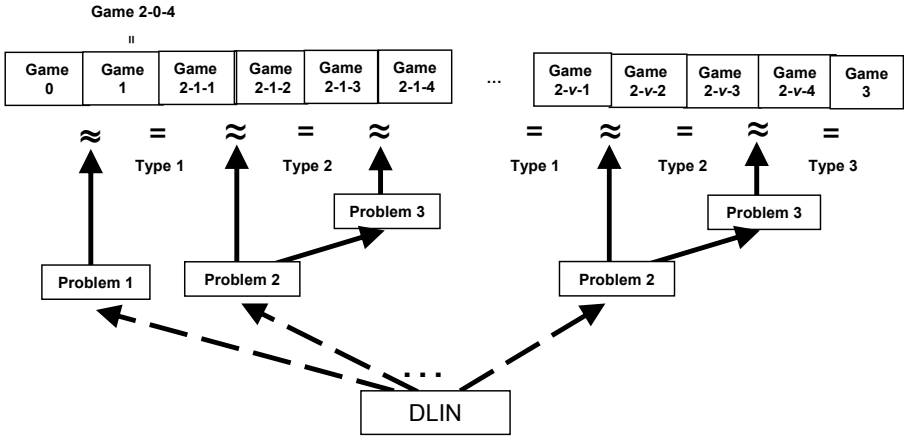 Game 2-0-4
=
Game 0
Game 1
Game 2-1-1
Game 2-1-2
Game 2-1-3
Game 2-1-4
...
Game 2-v-1
Game 2-v-2
Game 2-v-3
Game 2-v-4
Game 3
≈ = ≈ = ≈ = ≈ = ≈ =
Type 1 Type 2 Type 1 Type 2 Type 3
Problem 3 Problem 3
Problem 1 Problem 2 Problem 2
...
DLIN